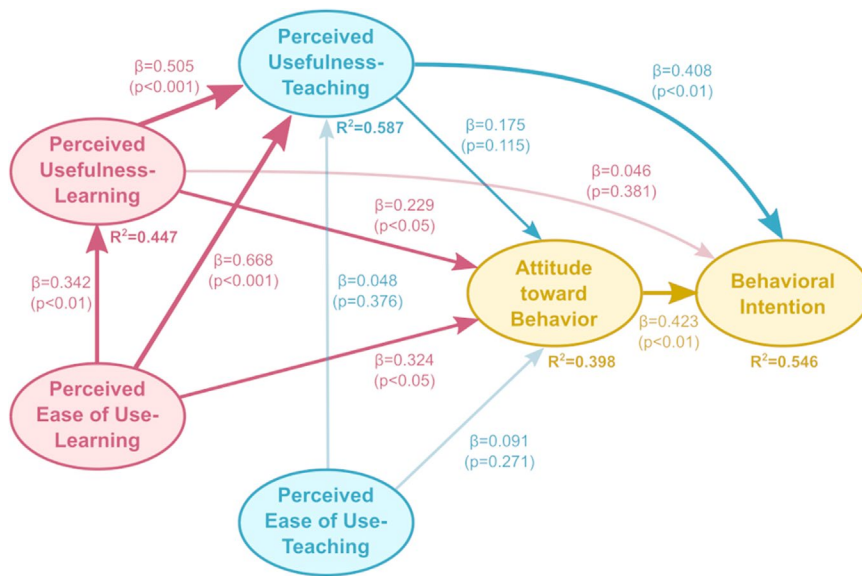 Perceived
Usefulness-
Teaching
R²=0.587
β=0.505
(p<0.001)
β=0.408
(p<0.01)
β=0.175
(p=0.115)
Perceived
Usefulness-
Learning
R²=0.447
β=0.046
(p=0.381)
β=0.229
(p<0.05)
β=0.342
(p<0.01)
β=0.668
(p<0.001)
β=0.048
(p=0.376)
Attitude
toward
Behavior
R²=0.398
β=0.423
(p<0.01)
Behavioral
Intention
R²=0.546
β=0.324
(p<0.05)
Perceived
Ease of Use-
Learning
β=0.091
(p=0.271)
Perceived
Ease of Use-
Teaching